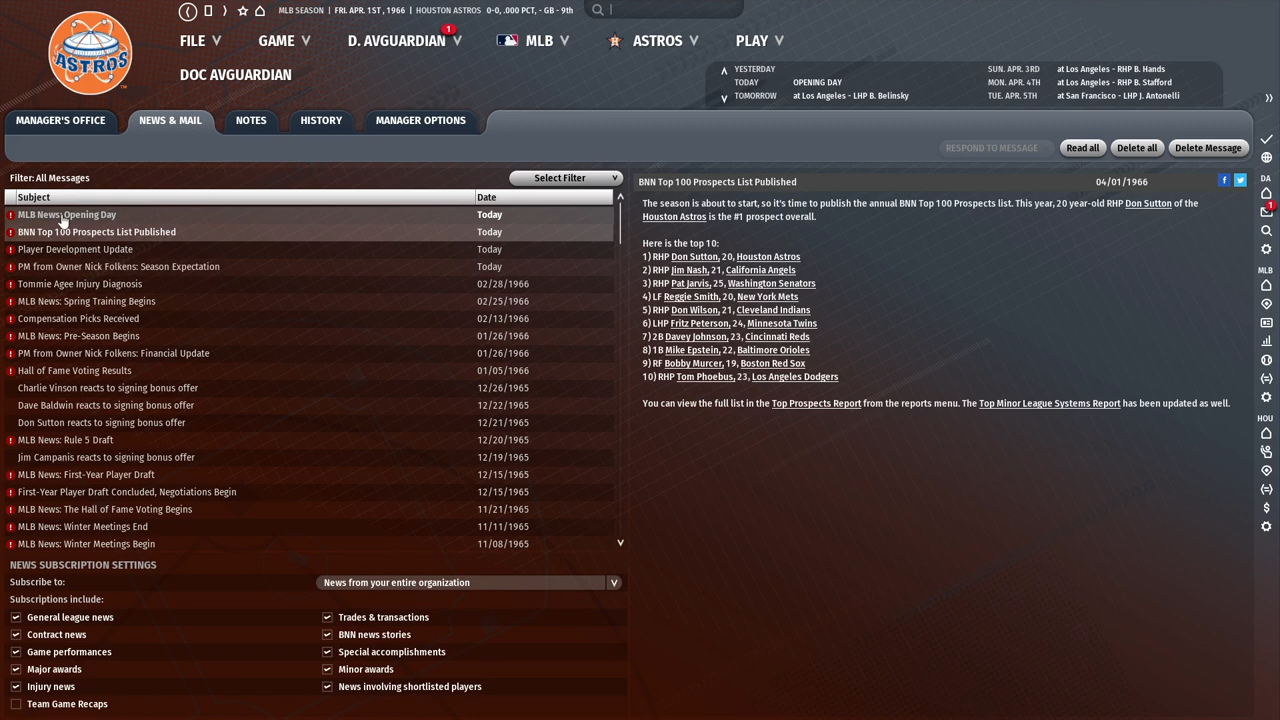 MLB SEASON | FRI. APR. 1ST , 1966 | HOUSTON ASTROS 0-0, .000 PCT, - GB - 9th
ASTROS
FILE GAME D. AVGUARDIAN 1 MLB ASTROS PLAY
DOC AVGUARDIAN
YESTERDAY SUN. APR. 3RD at Los Angeles - RHP B. Hands
TODAY OPENING DAY MON. APR. 4TH at Los Angeles - RHP B. Stafford
TOMORROW at Los Angeles - LHP B. Belinsky TUE. APR. 5TH at San Francisco - LHP J. Antonelli
MANAGER'S OFFICE NEWS & MAIL NOTES HISTORY MANAGER OPTIONS
RESPOND TO MESSAGE Read all Delete all Delete Message
Filter: All Messages Select Filter
Subject Date
MLB News: Opening Day Today
BNN Top 100 Prospects List Published Today
Player Development Update Today
PM from Owner Nick Folkens: Season Expectation Today
Tommie Agee Injury Diagnosis 02/28/1966
MLB News: Spring Training Begins 02/25/1966
Compensation Picks Received 02/13/1966
MLB News: Pre-Season Begins 01/26/1966
PM from Owner Nick Folkens: Financial Update 01/26/1966
Hall of Fame Voting Results 01/05/1966
Charlie Vinson reacts to signing bonus offer 12/26/1965
Dave Baldwin reacts to signing bonus offer 12/22/1965
Don Sutton reacts to signing bonus offer 12/21/1965
MLB News: Rule 5 Draft 12/20/1965
Jim Campanis reacts to signing bonus offer 12/19/1965
MLB News: First-Year Player Draft 12/15/1965
First-Year Player Draft Concluded, Negotiations Begin 12/15/1965
MLB News: The Hall of Fame Voting Begins 11/21/1965
MLB News: Winter Meetings End 11/11/1965
MLB News: Winter Meetings Begin 11/08/1965
NEWS SUBSCRIPTION SETTINGS
Subscribe to: News from your entire organization
Subscriptions include:
General league news Trades & transactions
Contract news BNN news stories
Game performances Special accomplishments
Major awards Minor awards
Injury news News involving shortlisted players
Team Game Recaps
BNN Top 100 Prospects List Published 04/01/1966
The season is about to start, so it's time to publish the annual BNN Top 100 Prospects list. This year, 20 year-old RHP Don Sutton of the
Houston Astros is the #1 prospect overall.
Here is the top 10:
1) RHP Don Sutton, 20, Houston Astros
2) RHP Jim Nash, 21, California Angels
3) RHP Pat Jarvis, 25, Washington Senators
4) LF Reggie Smith, 20, New York Mets
5) RHP Don Wilson, 21, Cleveland Indians
6) LHP Fritz Peterson, 24, Minnesota Twins
7) 2B Davey Johnson, 23, Cincinnati Reds
8) 1B Mike Epstein, 22, Baltimore Orioles
9) RF Bobby Murcer, 19, Boston Red Sox
10) RHP Tom Phoebus, 23, Los Angeles Dodgers
You can view the full list in the Top Prospects Report from the reports menu. The Top Minor League Systems Report has been updated as well.
DA
1
MLB
HOU